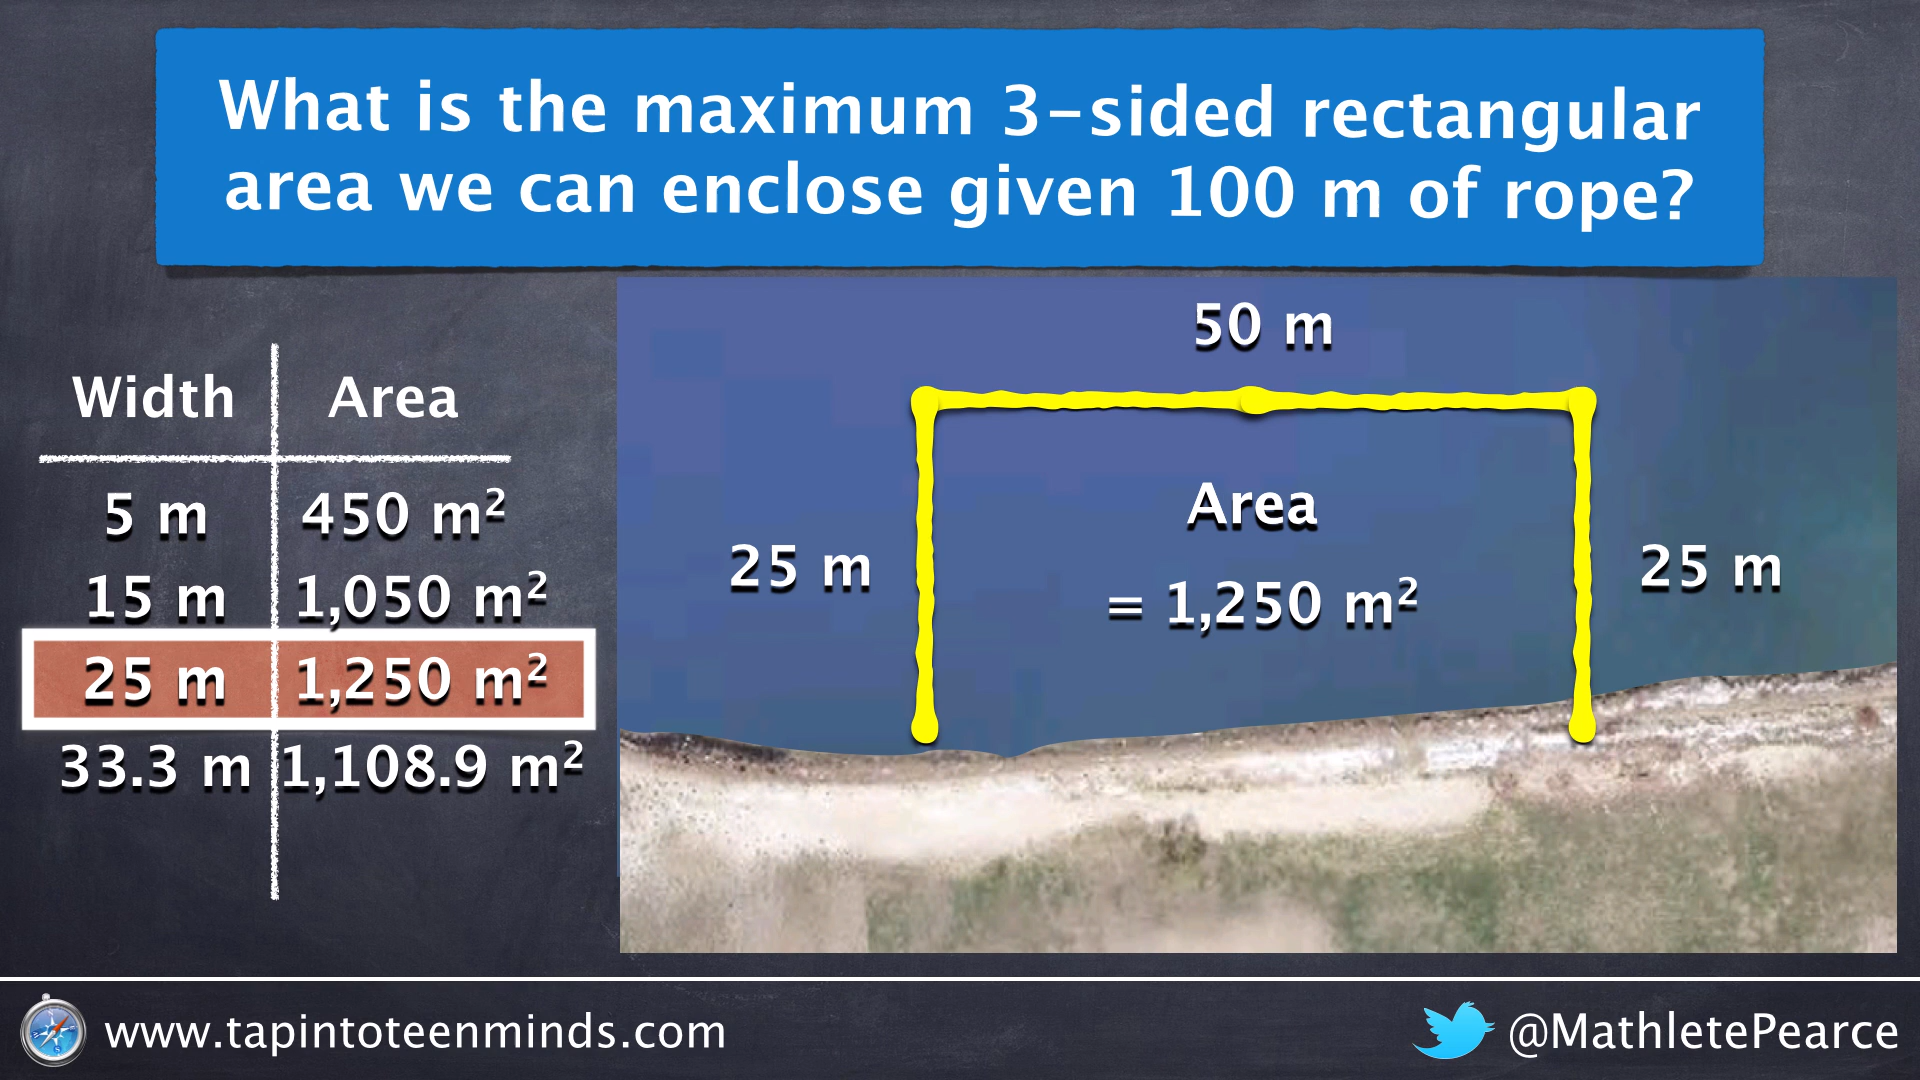 What is the maximum 3-sided rectangular
area we can enclose given 100 m of rope?
Width Area
5 m 450 m²
15 m 1,050 m²
25 m 1,250 m²
33.3 m 1,108.9 m²
50 m
25 m
Area
= 1,250 m²
25 m
www.tapintoteenminds.com
@MathletePearce